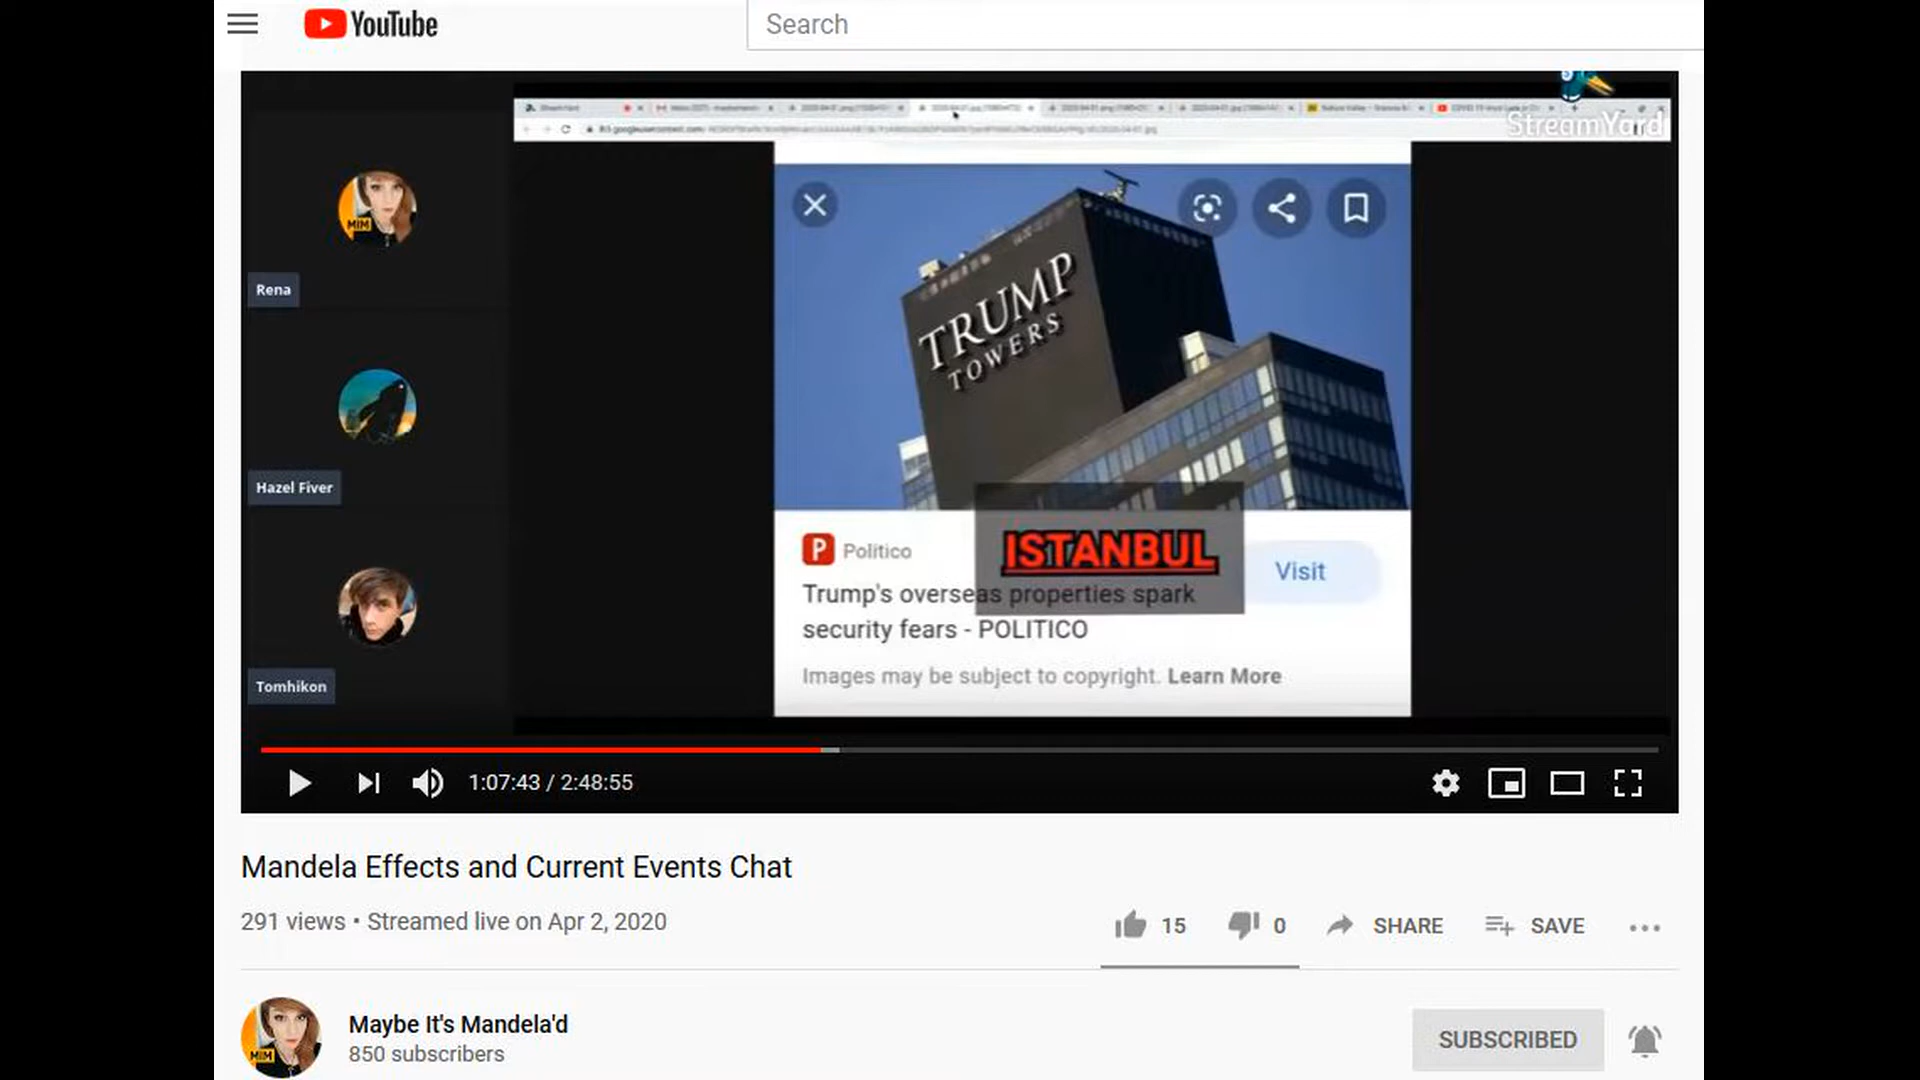 YouTube
Search
StreamYard
MIM
Rena
Hazel Fiver
Tomhikon
TRUMP
TOWERS
Politico
ISTANBUL
Visit
Trump's overseas properties spark
security fears - POLITICO
Images may be subject to copyright. Learn More
1:07:43 / 2:48:55
Mandela Effects and Current Events Chat
291 views • Streamed live on Apr 2, 2020
15 0 SHARE SAVE
MIM
Maybe It's Mandela'd
850 subscribers
SUBSCRIBED